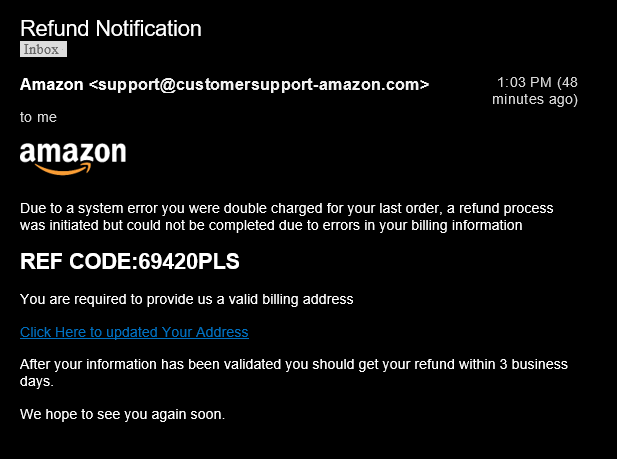 Refund Notification
Inbox
Amazon <support@customersupport-amazon.com>
1:03 PM (48
minutes ago)
to me
amazon
Due to a system error you were double charged for your last order, a refund process
was initiated but could not be completed due to errors in your billing information
REF CODE:69420PLS
You are required to provide us a valid billing address
Click Here to updated Your Address
After your information has been validated you should get your refund within 3 business
days.
We hope to see you again soon.